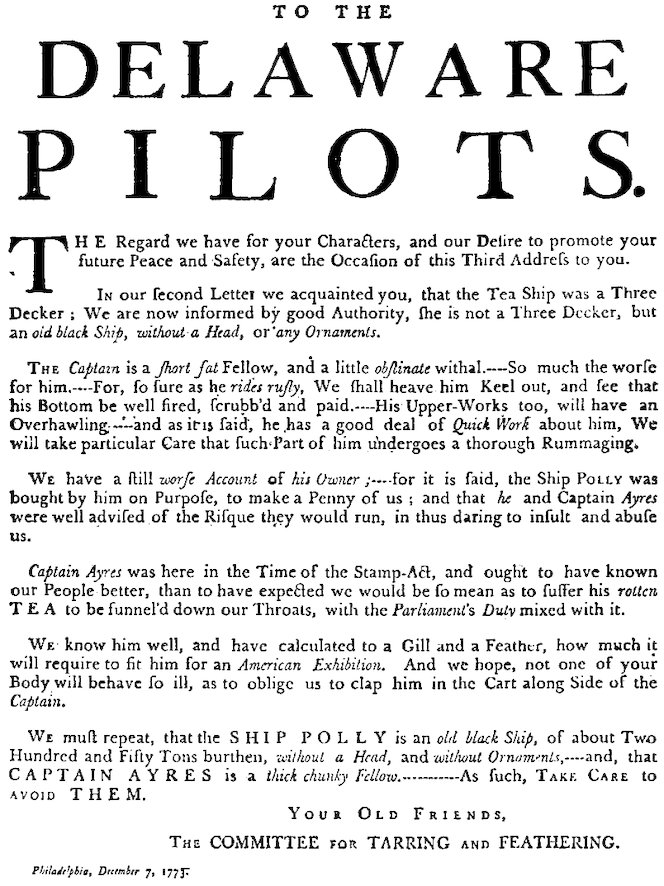 TO THE
DELAWARE
PILOTS.
THE Regard we have for your Characters, and our Desire to promote your
future Peace and Safety, are the Occasion of this Third Address to you.
IN our second Letter we acquainted you, that the Tea Ship was a Three
Decker; We are now informed by good Authority, she is not a Three Decker, but
an old black Ship, without a Head, or any Ornaments.
THE Captain is a short fat Fellow, and a little obstinate withal.----So much the worse
for him.----For, so sure as he rides rusty, We shall heave him Keel out, and see that
his Bottom be well fired, scrubb'd and paid.----His Upper-Works too, will have an
Overhawling----and as it is said, he has a good deal of Quick Work about him, We
will take particular Care that such Part of him undergoes a thorough Rummaging.
WE have a still worse Account of his Owner;----for it is said, the Ship POLLY was
bought by him on Purpose, to make a Penny of us; and that he and Captain Ayres
were well advised of the Risque they would run, in thus daring to insult and abuse
us.
Captain Ayres was here in the Time of the Stamp-Act, and ought to have known
our People better, than to have expected we would be so mean as to suffer his rotten
TEA to be funnel'd down our Throats, with the Parliament's Duty mixed with it.
WE know him well, and have calculated to a Gill and a Feather, how much it
will require to fit him for an American Exhibition. And we hope, not one of your
Body will behave so ill, as to oblige us to clap him in the Cart along Side of the
Captain.
WE must repeat, that the SHIP POLLY is an old black Ship, of about Two
Hundred and Fifty Tons burthen, without a Head, and without Ornaments,----and, that
CAPTAIN AYRES is a thick chunky Fellow.-----------As such, TAKE CARE to
AVOID THEM.
YOUR OLD FRIENDS,
THE COMMITTEE FOR TARRING AND FEATHERING.
Philadelphia, December 7, 1773.